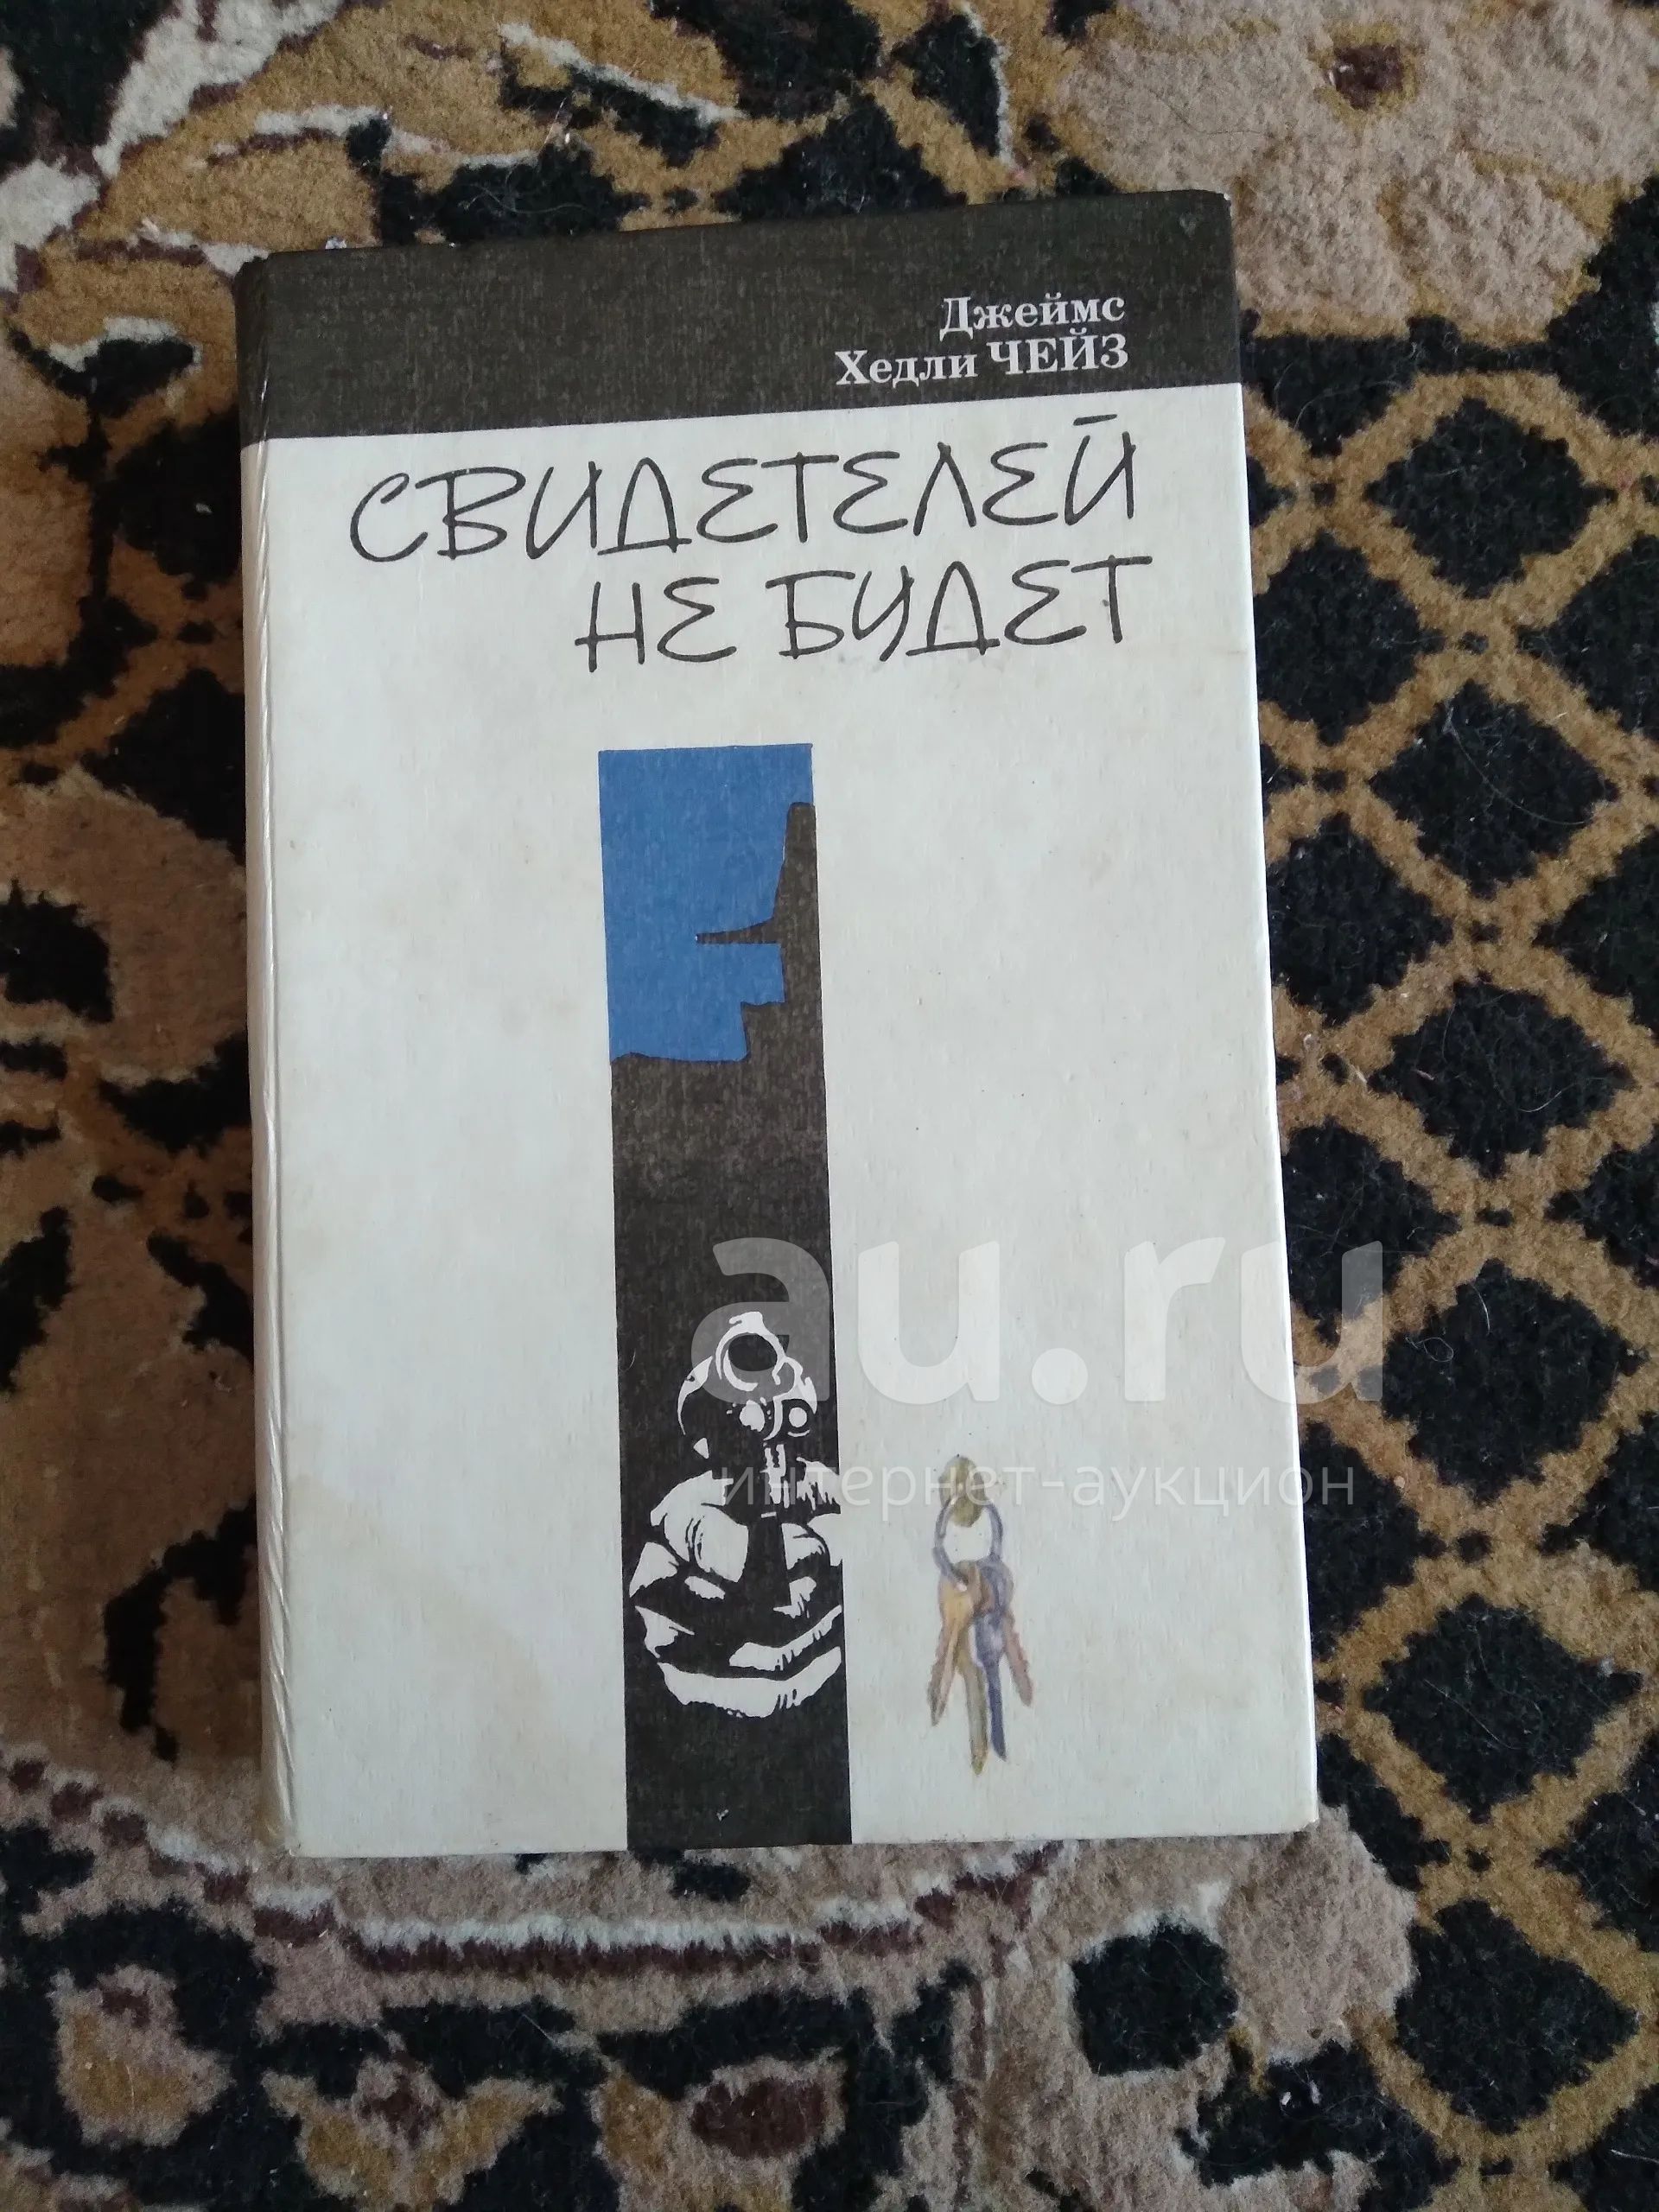 Джеймс
Хедли ЧЕЙЗ
СВИДЕТЕЛЕЙ
НЕ БУДЕТ
au.ru
интернет-аукцион